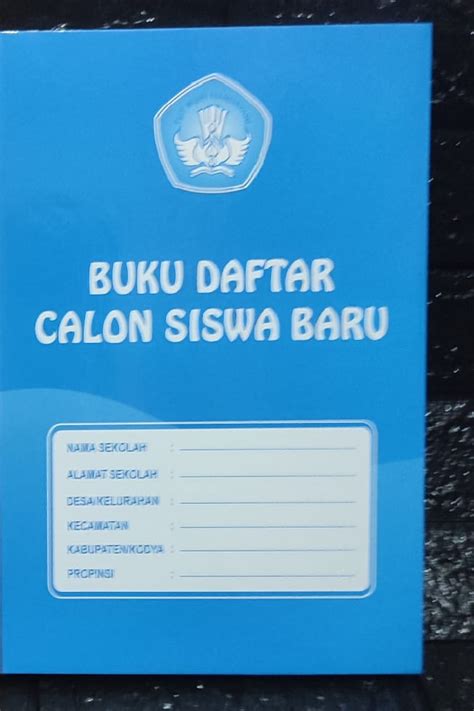 BUKU DAFTAR
CALON SISWA BARU
NAMA SEKOLAH :
ALAMAT SEKOLAH :
DESA/KELURAHAN :
KECAMATAN :
KABUPATEN/KODYA :
PROPINSI :